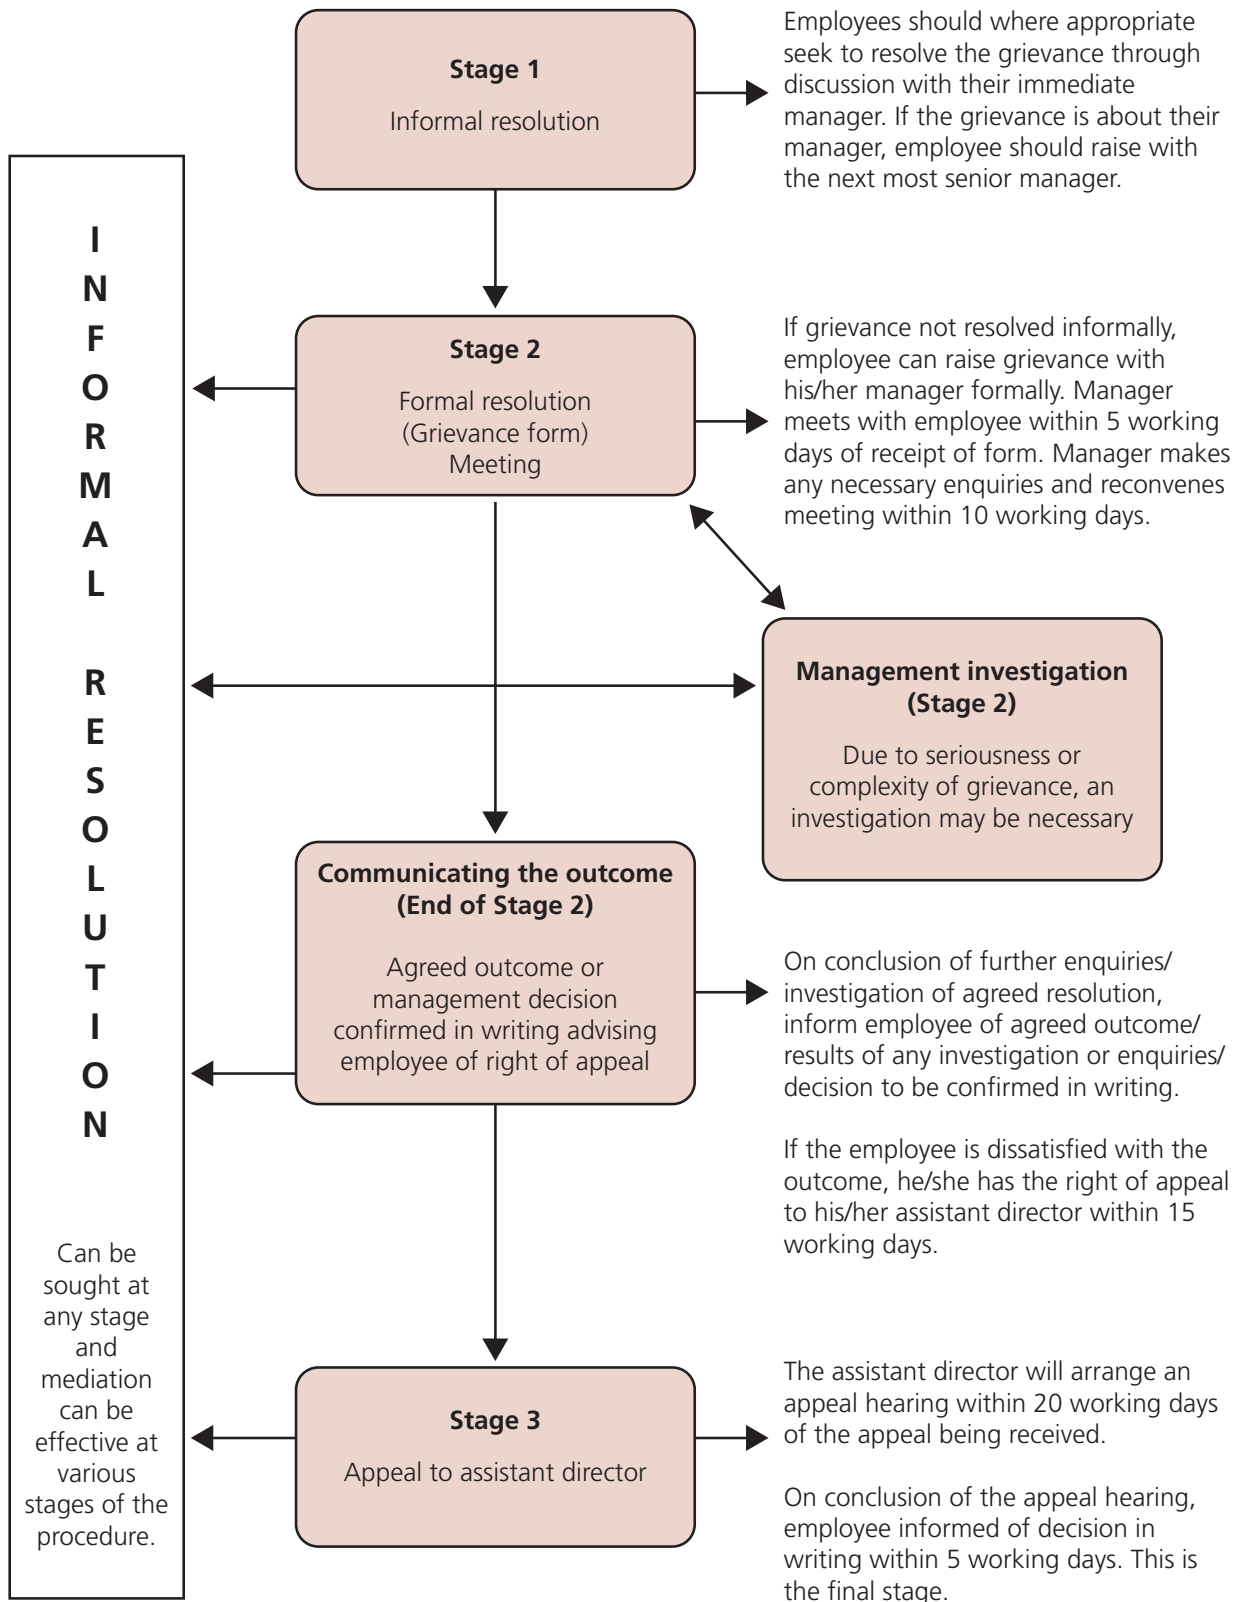 Stage 1
Informal resolution
Employees should where appropriate
seek to resolve the grievance through
discussion with their immediate
manager. If the grievance is about their
manager, employee should raise with
the next most senior manager.
INFORMAL
RESOLUTION
Can be
sought at
any stage
and
mediation
can be
effective at
various
stages of the
procedure.
Stage 2
Formal resolution
(Grievance form)
Meeting
If grievance not resolved informally,
employee can raise grievance with
his/her manager formally. Manager
meets with employee within 5 working
days of receipt of form. Manager makes
any necessary enquiries and reconvenes
meeting within 10 working days.
Management investigation
(Stage 2)
Due to seriousness or
complexity of grievance, an
investigation may be necessary
Communicating the outcome
(End of Stage 2)
Agreed outcome or
management decision
confirmed in writing advising
employee of right of appeal
On conclusion of further enquiries/
investigation of agreed resolution,
inform employee of agreed outcome/
results of any investigation or enquiries/
decision to be confirmed in writing.
If the employee is dissatisfied with the
outcome, he/she has the right of appeal
to his/her assistant director within 15
working days.
Stage 3
Appeal to assistant director
The assistant director will arrange an
appeal hearing within 20 working days
of the appeal being received.
On conclusion of the appeal hearing,
employee informed of decision in
writing within 5 working days. This is
the final stage.